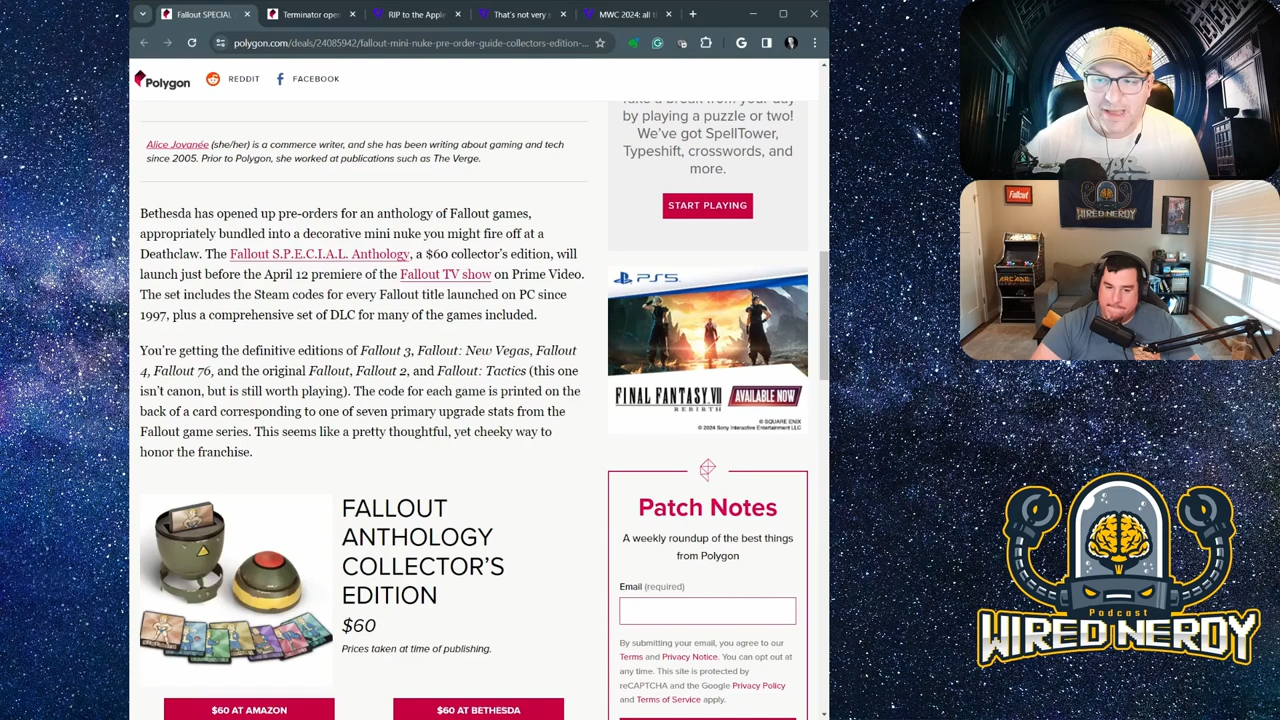 Fallout SPECIAL
Terminator oper
RIP to the Apple
That's not very
MWC 2024: all t
polygon.com/deals/24085942/fallout-mini-nuke-pre-order-guide-collectors-edition-...
Polygon
REDDIT
FACEBOOK
Alice Jovanée (she/her) is a commerce writer, and she has been writing about gaming and tech
since 2005. Prior to Polygon, she worked at publications such as The Verge.
Bethesda has opened up pre-orders for an anthology of Fallout games,
appropriately bundled into a decorative mini nuke you might fire off at a
Deathclaw. The Fallout S.P.E.C.I.A.L. Anthology, a $60 collector's edition, will
launch just before the April 12 premiere of the Fallout TV show on Prime Video.
The set includes the Steam codes for every Fallout title launched on PC since
1997, plus a comprehensive set of DLC for many of the games included.
You're getting the definitive editions of Fallout 3, Fallout: New Vegas, Fallout
4, Fallout 76, and the original Fallout, Fallout 2, and Fallout: Tactics (this one
isn't canon, but is still worth playing). The code for each game is printed on the
back of a card corresponding to one of seven primary upgrade stats from the
Fallout game series. This seems like a pretty thoughtful, yet cheeky way to
honor the franchise.
FALLOUT
ANTHOLOGY
COLLECTOR'S
EDITION
$60
Prices taken at time of publishing.
$60 AT AMAZON
$60 AT BETHESDA
Take a break from your day
by playing a puzzle or two!
We've got SpellTower,
Typeshift, crosswords, and
more.
START PLAYING
PS5
FINAL FANTASY VII
REBIRTH
AVAILABLE NOW
© SQUARE ENIX
© 2024 Sony Interactive Entertainment LLC
Patch Notes
A weekly roundup of the best things
from Polygon
Email (required)
By submitting your email, you agree to our
Terms and Privacy Notice. You can opt out at
any time. This site is protected by
reCAPTCHA and the Google Privacy Policy
and Terms of Service apply.
Fallout
WIRED NERDY
ARCADE
Podcast
WIRED NERDY